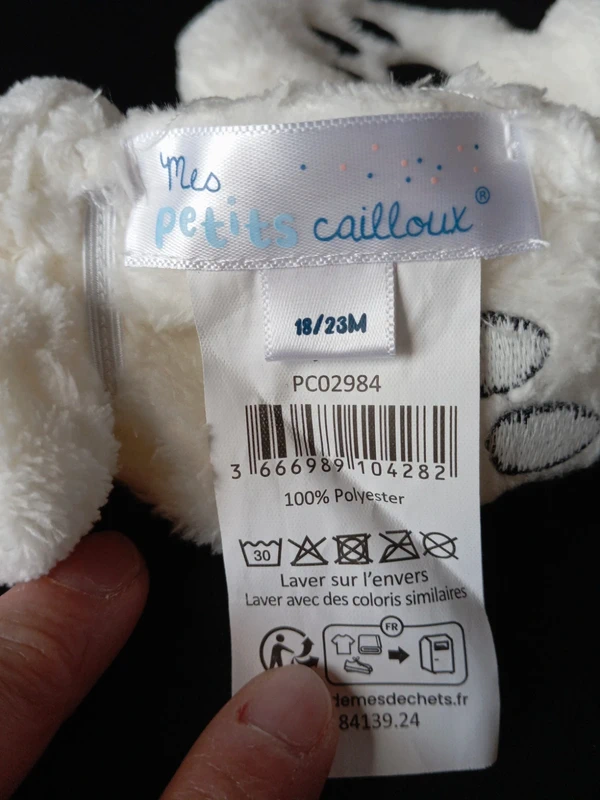 Mes
petits cailloux®
18/23M
PC02984
3 666989 104282
100% Polyester
30
Laver sur l'envers
Laver avec des coloris similaires
FR
demesdechets.fr
84139.24